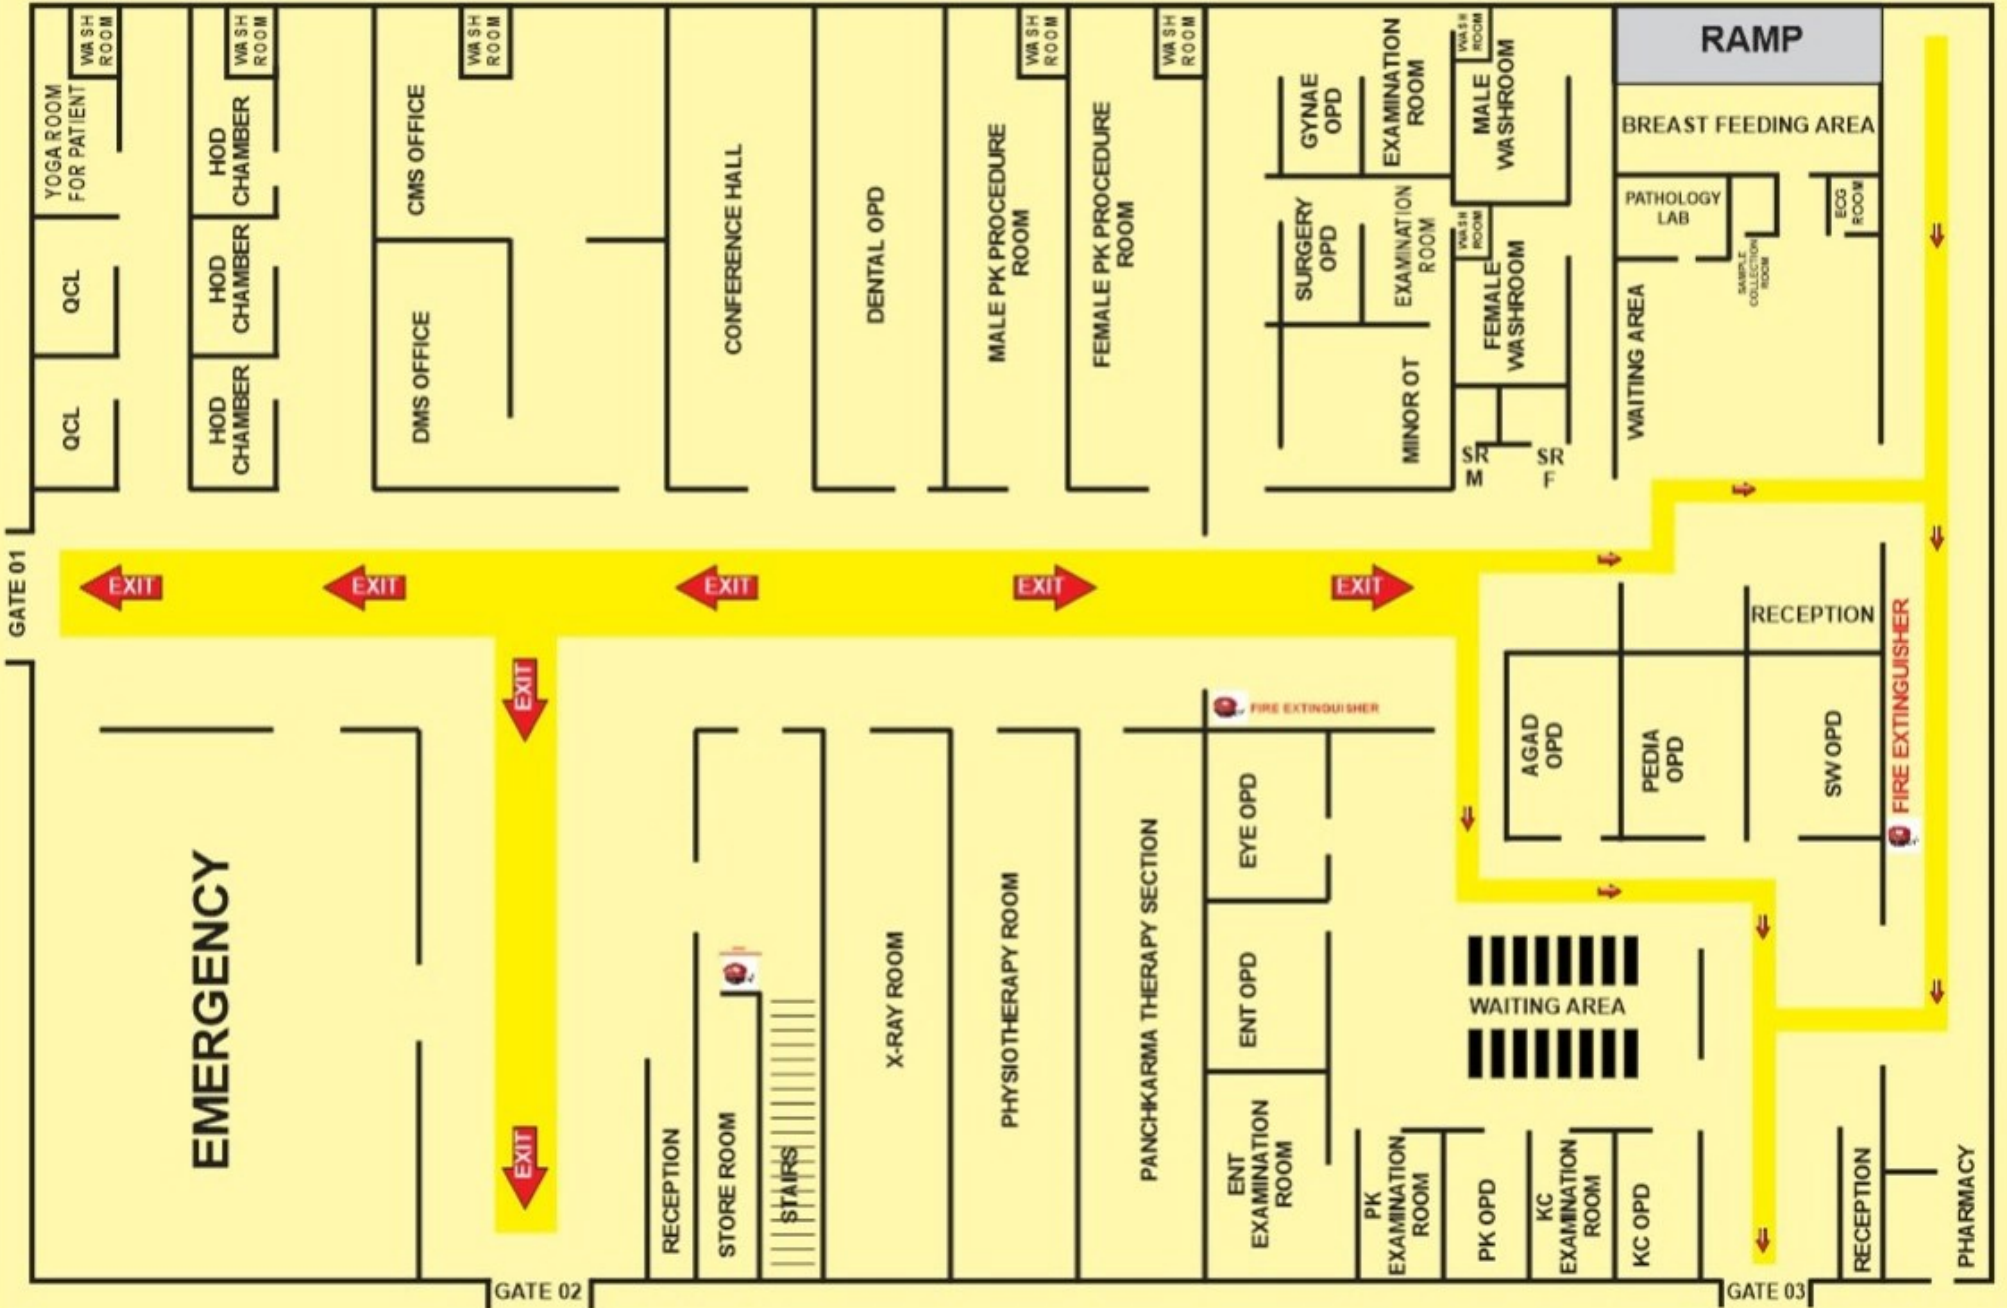 WASH
ROOM
WASH
ROOM
WASH
ROOM
WASH
ROOM
WASH
ROOM
WASH
ROOM
RAMP
YOGA ROOM
FOR PATIENT
HOD
CHAMBER
CMS OFFICE
CONFERENCE HALL
DENTAL OPD
MALE PK PROCEDURE
ROOM
FEMALE PK PROCEDURE
ROOM
GYNAE
OPD
EXAMINATION
ROOM
MALE
WASHROOM
BREAST FEEDING AREA
PATHOLOGY
LAB
ECG
ROOM
QCL
HOD
CHAMBER
SURGERY
OPD
EXAMINATION
ROOM
WASH
ROOM
FEMALE
WASHROOM
SAMPLE
COLLECTION
ROOM
WAITING AREA
QCL
HOD
CHAMBER
DMS OFFICE
MINOR OT
SR
M
SR
F
GATE 01
EXIT
EXIT
EXIT
EXIT
EXIT
RECEPTION
FIRE EXTINGUISHER
EXIT
FIRE EXTINGUISHER
AGAD
OPD
PEDIA
OPD
SW OPD
EMERGENCY
EYE OPD
X-RAY ROOM
PHYSIOTHERAPY ROOM
PANCHKARMA THERAPY SECTION
ENT OPD
WAITING AREA
EXIT
RECEPTION
STORE ROOM
STAIRS
ENT
EXAMINATION
ROOM
PK
EXAMINATION
ROOM
PK OPD
KC
EXAMINATION
ROOM
KC OPD
RECEPTION
PHARMACY
GATE 02
GATE 03